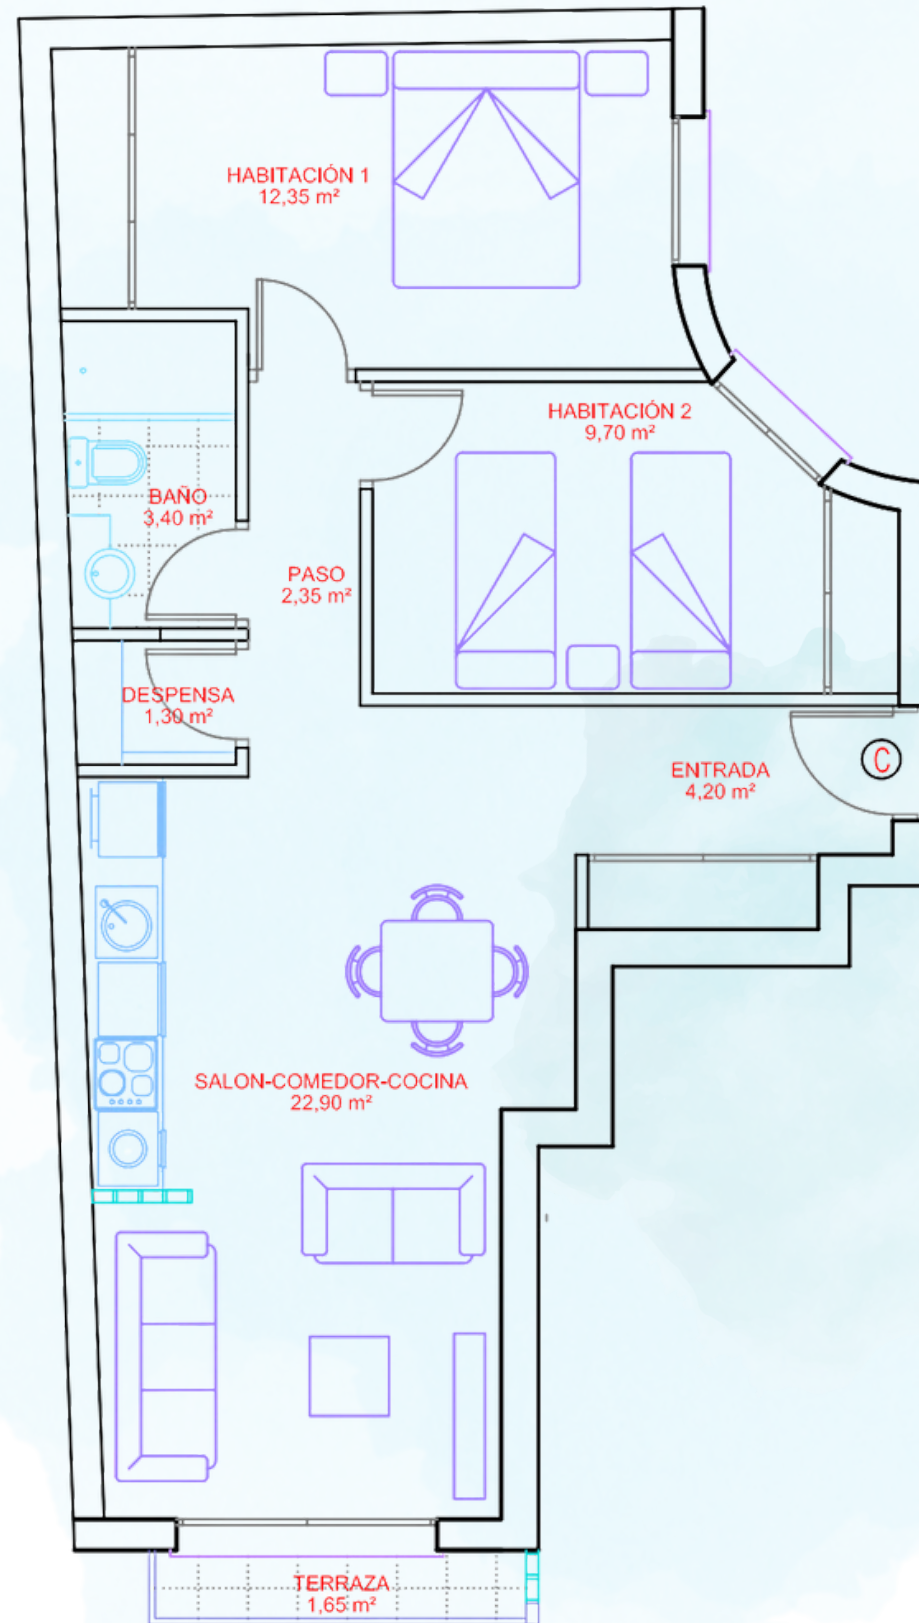 HABITACIÓN 1
12,35 m²
HABITACIÓN 2
9,70 m²
BAÑO
3,40 m²
PASO
2,35 m²
DESPENSA
1,30 m²
ENTRADA
4,20 m²
C
SALON-COMEDOR-COCINA
22,90 m²
TERRAZA
1,65 m²